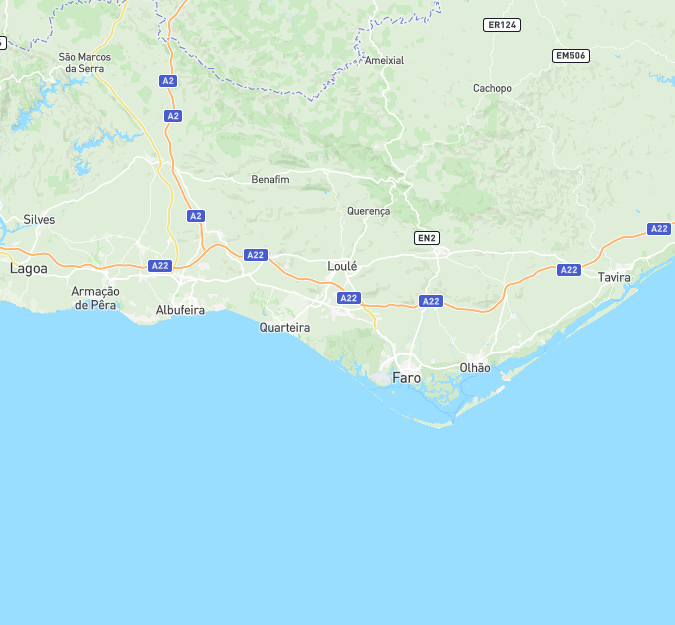 ER124
EM506
São Marcos
da Serra
Ameixial
A2
Cachopo
A2
Benafim
Querença
A2
Silves
A22
EN2
A22
Lagoa
A22
Loulé
A22
Tavira
Armação
de Pêra
A22
A22
Albufeira
Quarteira
Olhão
Faro